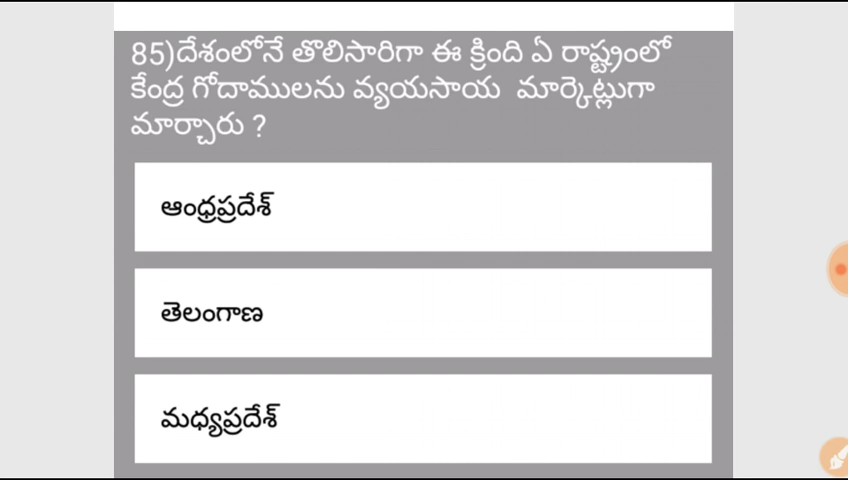 85)దేశంలోనే తొలిసారిగా ఈ క్రింది ఏ రాష్ట్రంలో
కేంద్ర గోదాములను వ్యయసాయ మార్కెట్లుగా
మార్చారు ?
ఆంధ్రప్రదేశ్
తెలంగాణ
మధ్యప్రదేశ్